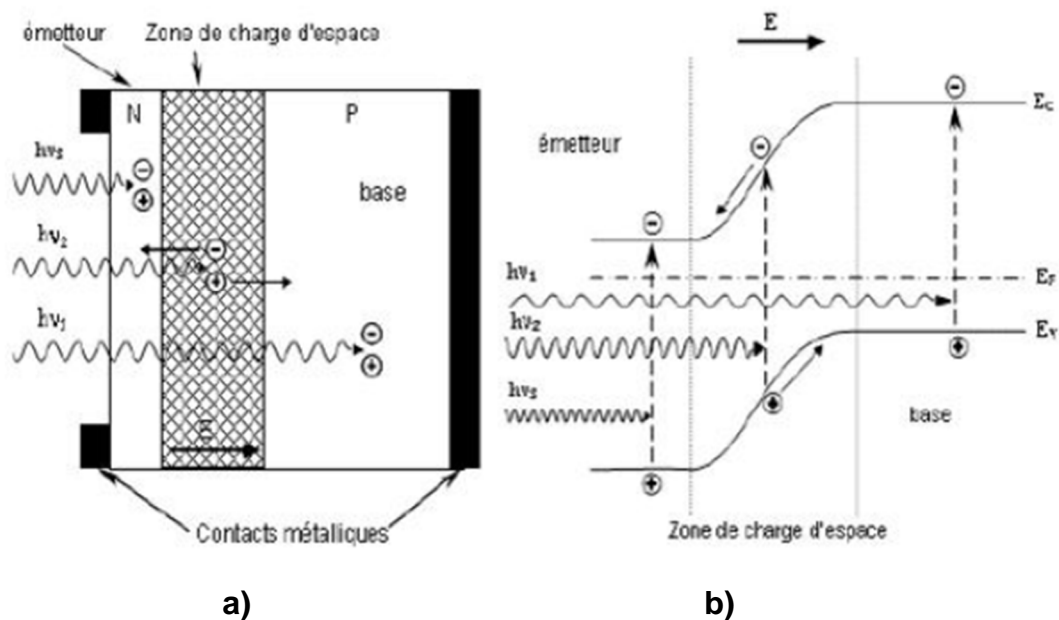 émetteur
Zone de charge d'espace
N
P
hν3
base
hν2
hν1
E
Contacts métalliques
a)
E
émetteur
Ec
EF
hν1
hν2
Ev
hν3
base
Zone de charge d'espace
b)